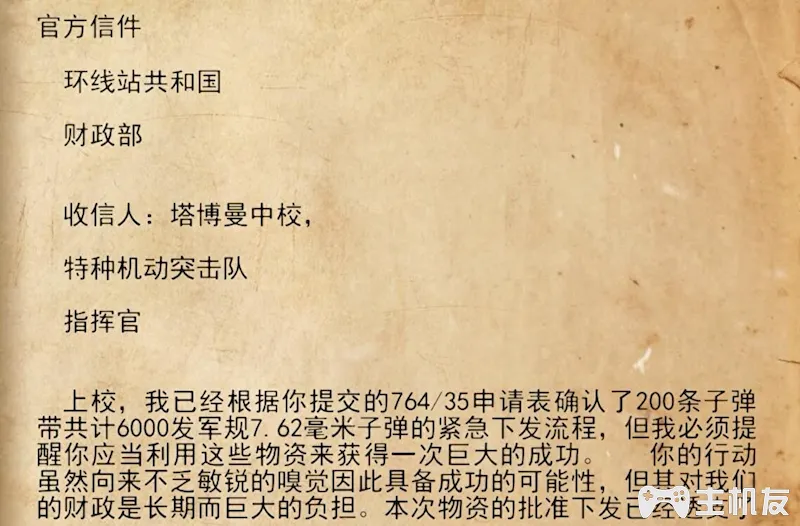 官方信件
环线站共和国
财政部
收信人：塔博曼中校，
特种机动突击队
指挥官
上校，我已经根据你提交的764/35申请表确认了200条子弹
带共计6000发军规7.62毫米子弹的紧急下发流程，但我必须提
醒你应当利用这些物资来获得一次巨大的成功。 你的行动
虽然向来不乏敏锐的嗅觉因此具备成功的可能性，但其对我们
的财政是长期而巨大的负担。本次物资的批准下发已经透支
主机友